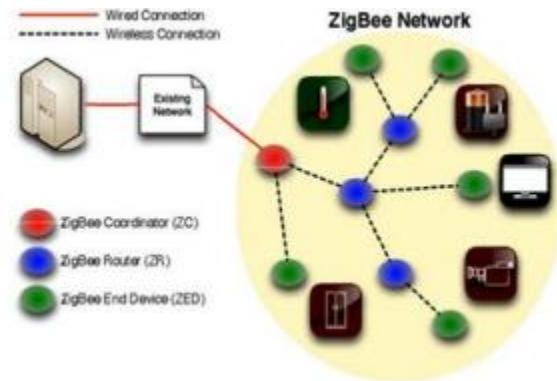 Wired Connection
Wireless Connection
ZigBee Network
Existing
Network
ZigBee Coordinator (ZC)
ZigBee Router (ZR)
ZigBee End Device (ZED)